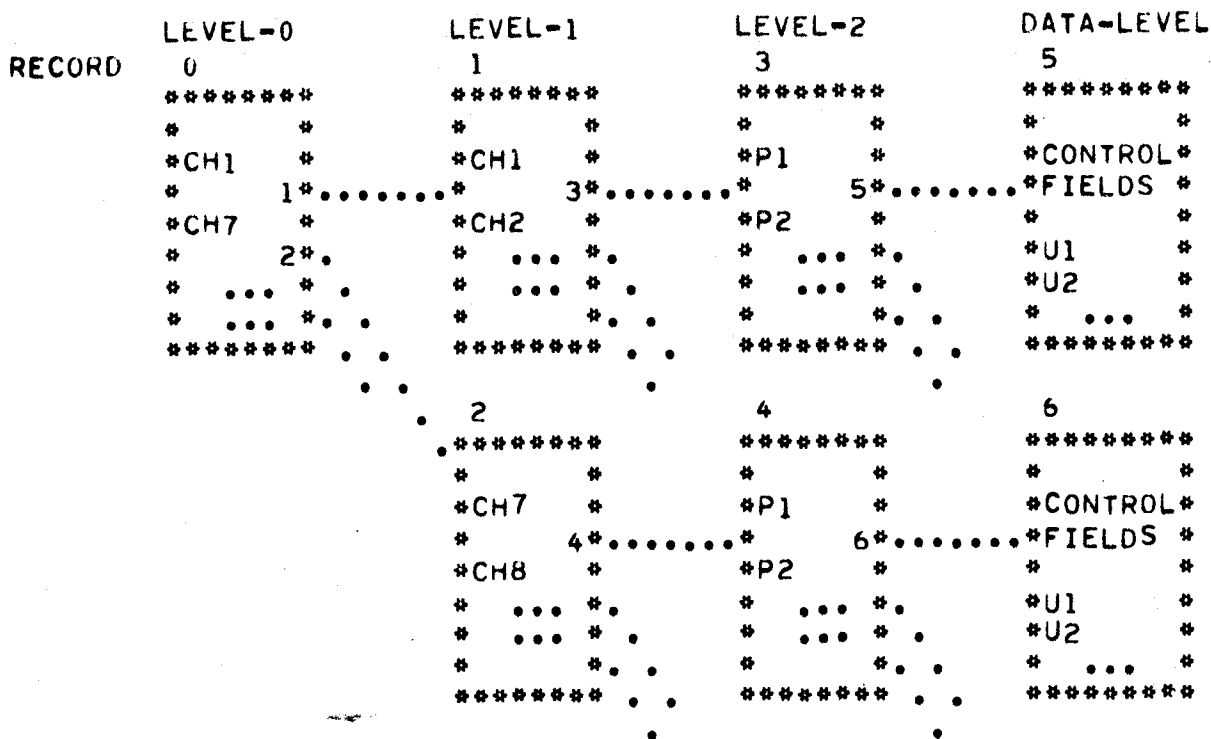 LEVEL-0 LEVEL-1 LEVEL-2 DATA-LEVEL
RECORD 0 1 3 5
******** ******** ******** *********
* * * * * * * *
*CH1 * *CH1 * *P1 * *CONTROL*
* 1*.......* 3*.......* 5*.......*FIELDS *
*CH7 * *CH2 * *P2 * * *
* 2*. * ... *. * ... *. *U1 *
* ... * . * ... * . * ... * . *U2 *
* ... *. . * *. . * *. . * ... *
******** . . ******** . . ******** . . *********
. . . .
. 2 4 6
.******** ******** *********
* * * * * *
*CH7 * *P1 * *CONTROL*
* 4*.......* 6*.......*FIELDS *
*CH8 * *P2 * * *
* ... *. * ... *. *U1 *
* ... * . * ... * . *U2 *
* *. . * *. . * ... *
******** . . ******** . . *********
. .